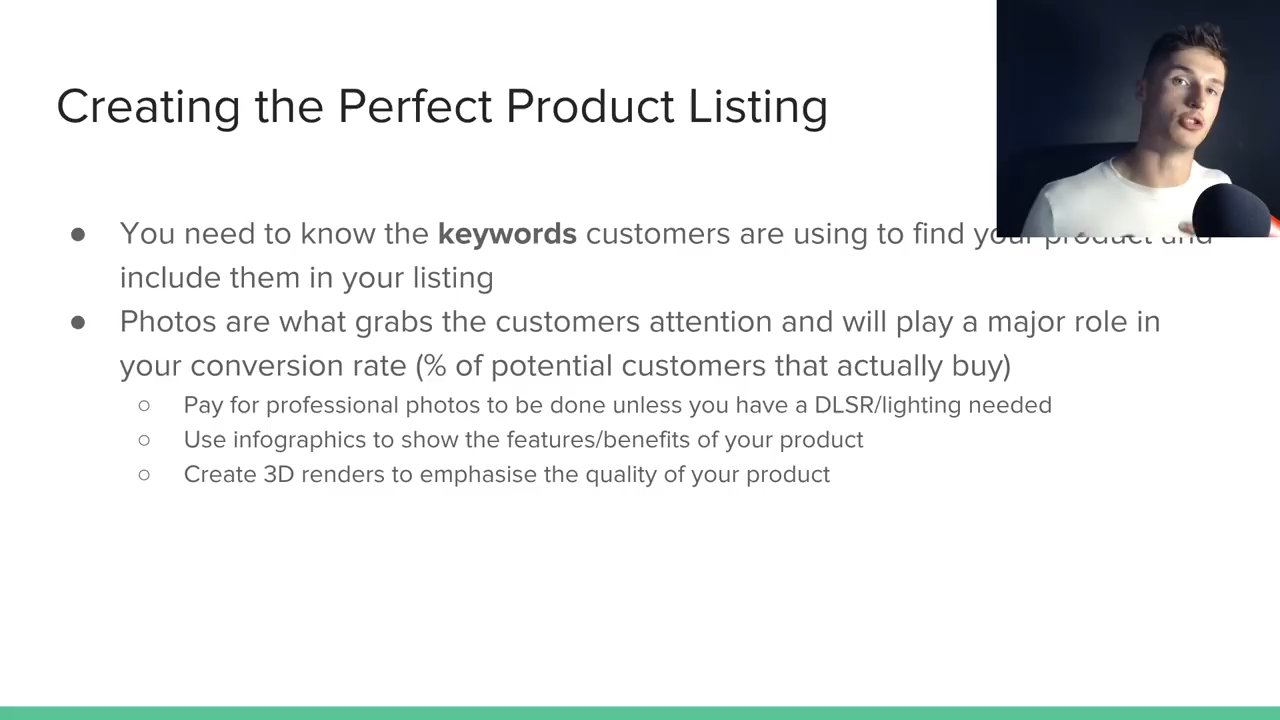 Creating the Perfect Product Listing
● You need to know the keywords customers are using to find your product and
include them in your listing
● Photos are what grabs the customers attention and will play a major role in
your conversion rate (% of potential customers that actually buy)
○ Pay for professional photos to be done unless you have a DLSR/lighting needed
○ Use infographics to show the features/benefits of your product
○ Create 3D renders to emphasise the quality of your product